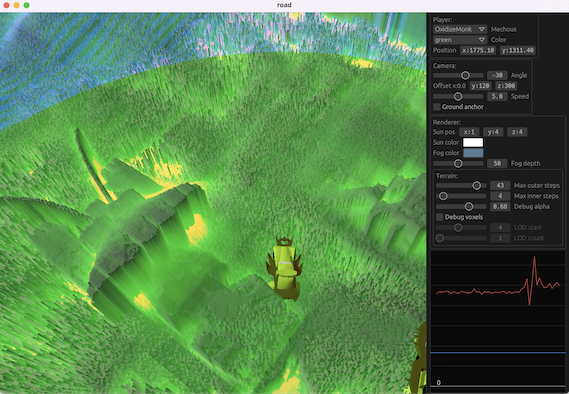 road
Player:
OxidizeMonk Mechous
green Color
Position x:1775.10 y:1311.40
Camera:
-30 Angle
Offset x:0.0 y:120 z:300
5.0 Speed
Ground anchor
Renderer:
Sun pos x:1 y:4 z:4
Sun color
Fog color
50 Fog depth
Terrain:
43 Max outer steps
4 Max inner steps
0.68 Debug alpha
Debug voxels
4 LOD start
1 LOD count
0